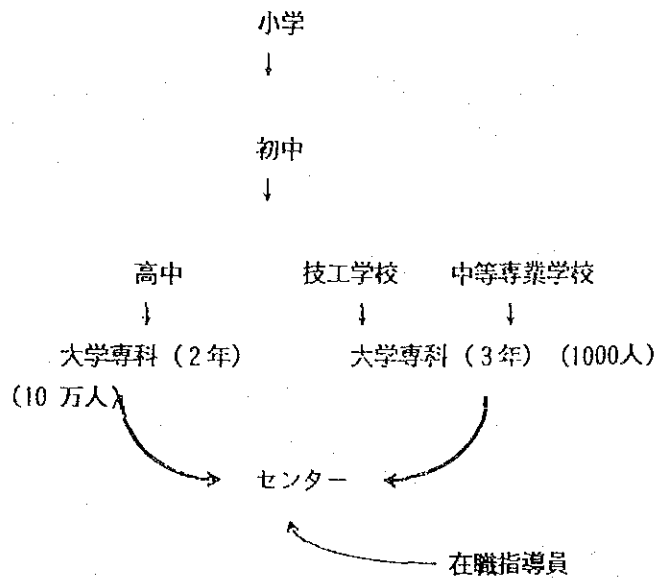 小学
↓
初中
↓
高中 技工学校 中等専業学校
↓ ↓ ↓
大学専科（2年） 大学専科（3年） (1000人)
(10 万人)
センター
在職指導員